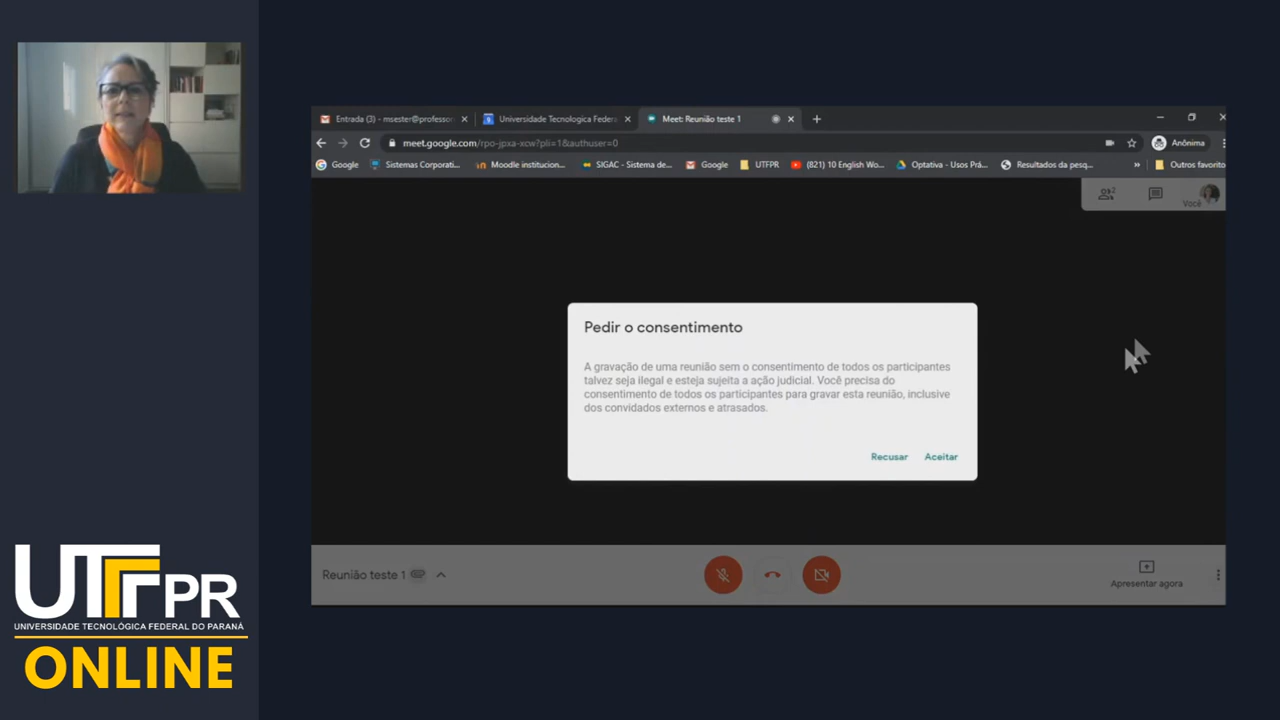 Entrada (3) - msester@professo
Universidade Tecnologica Federa
Meet: Reunião teste 1
meet.google.com/rpo-jpxa-xcw?pli=1&authuser=0
Anônima
Google
Sistemas Corporati...
Moodle institucion...
SIGAC - Sistema de...
Google
UTFPR
(821) 10 English Wo...
Optativa - Usos Prá...
Resultados da pesq...
»
Outros favorito
2
Você
Pedir o consentimento
A gravação de uma reunião sem o consentimento de todos os participantes
talvez seja ilegal e esteja sujeita a ação judicial. Você precisa do
consentimento de todos os participantes para gravar esta reunião, inclusive
dos convidados externos e atrasados.
Recusar Aceitar
Reunião teste 1
Apresentar agora
UTFPR
UNIVERSIDADE TECNOLÓGICA FEDERAL DO PARANÁ
ONLINE